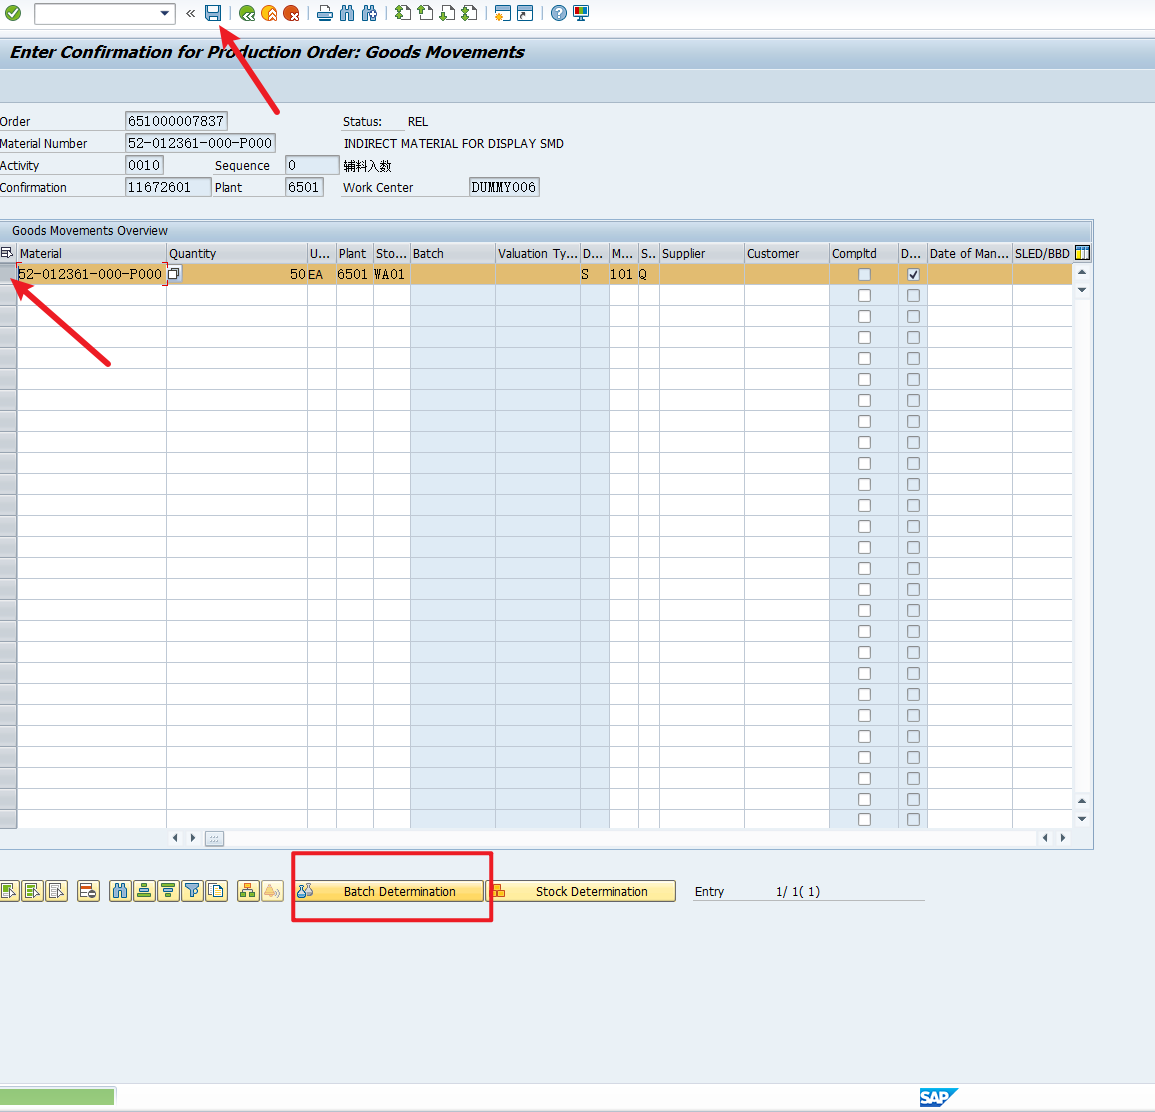 Enter Confirmation for Production Order: Goods Movements
Order 651000007837 Status: REL
Material Number 52-012361-000-P000 INDIRECT MATERIAL FOR DISPLAY SMD
Activity 0010 Sequence 0 辅料入数
Confirmation 11672601 Plant 6501 Work Center DUMMY006
Goods Movements Overview
Material Quantity U... Plant Sto... Batch Valuation Ty... D... M... S.. Supplier Customer Compltd D... Date of Man... SLED/BBD
52-012361-000-P000 50 EA 6501 WA01 S 101 Q
Batch Determination Stock Determination Entry 1/ 1( 1)
SAP